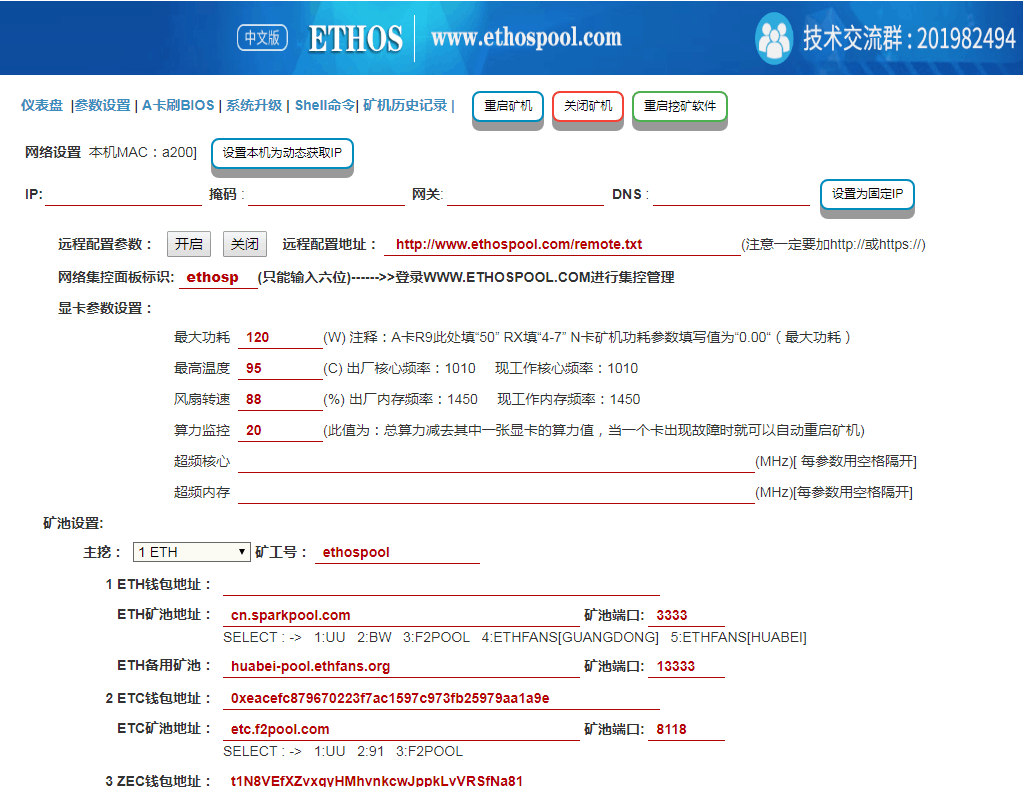 中文版 ETHOS www.ethospool.com 技术交流群 : 201982494
仪表盘 |参数设置 | A卡刷BIOS | 系统升级 | Shell命令| 矿机历史记录 | 重启矿机 关闭矿机 重启挖矿软件
网络设置 本机MAC：a200] 设置本机为动态获取IP
IP: 掩码 : 网关: DNS : 设置为固定IP
远程配置参数： 开启 关闭 远程配置地址： http://www.ethospool.com/remote.txt (注意一定要加http://或https://)
网络集控面板标识: ethosp (只能输入六位)------>>登录WWW.ETHOSPOOL.COM进行集控管理
显卡参数设置：
最大功耗 120 (W) 注释：A卡R9此处填“50” RX填“4-7” N卡矿机功耗参数填写值为“0.00“（最大功耗）
最高温度 95 (C) 出厂核心频率：1010 现工作核心频率：1010
风扇转速 88 (%) 出厂内存频率：1450 现工作内存频率：1450
算力监控 20 (此值为：总算力减去其中一张显卡的算力值，当一个卡出现故障时就可以自动重启矿机)
超频核心 (MHz)[ 每参数用空格隔开]
超频内存 (MHz)[每参数用空格隔开]
矿池设置:
主挖： 1 ETH 矿工号： ethospool
1 ETH钱包地址：
ETH矿池地址： cn.sparkpool.com 矿池端口: 3333
SELECT : -> 1:UU 2:BW 3:F2POOL 4:ETHFANS[GUANGDONG] 5:ETHFANS[HUABEI]
ETH备用矿池： huabei-pool.ethfans.org 矿池端口: 13333
2 ETC钱包地址： 0xeacefc879670223f7ac1597c973fb25979aa1a9e
ETC矿池地址： etc.f2pool.com 矿池端口: 8118
SELECT : -> 1:UU 2:91 3:F2POOL
3 ZEC钱包地址： t1N8VEfXZvxqyHMhvnkcwJppkLvVRSfNa81